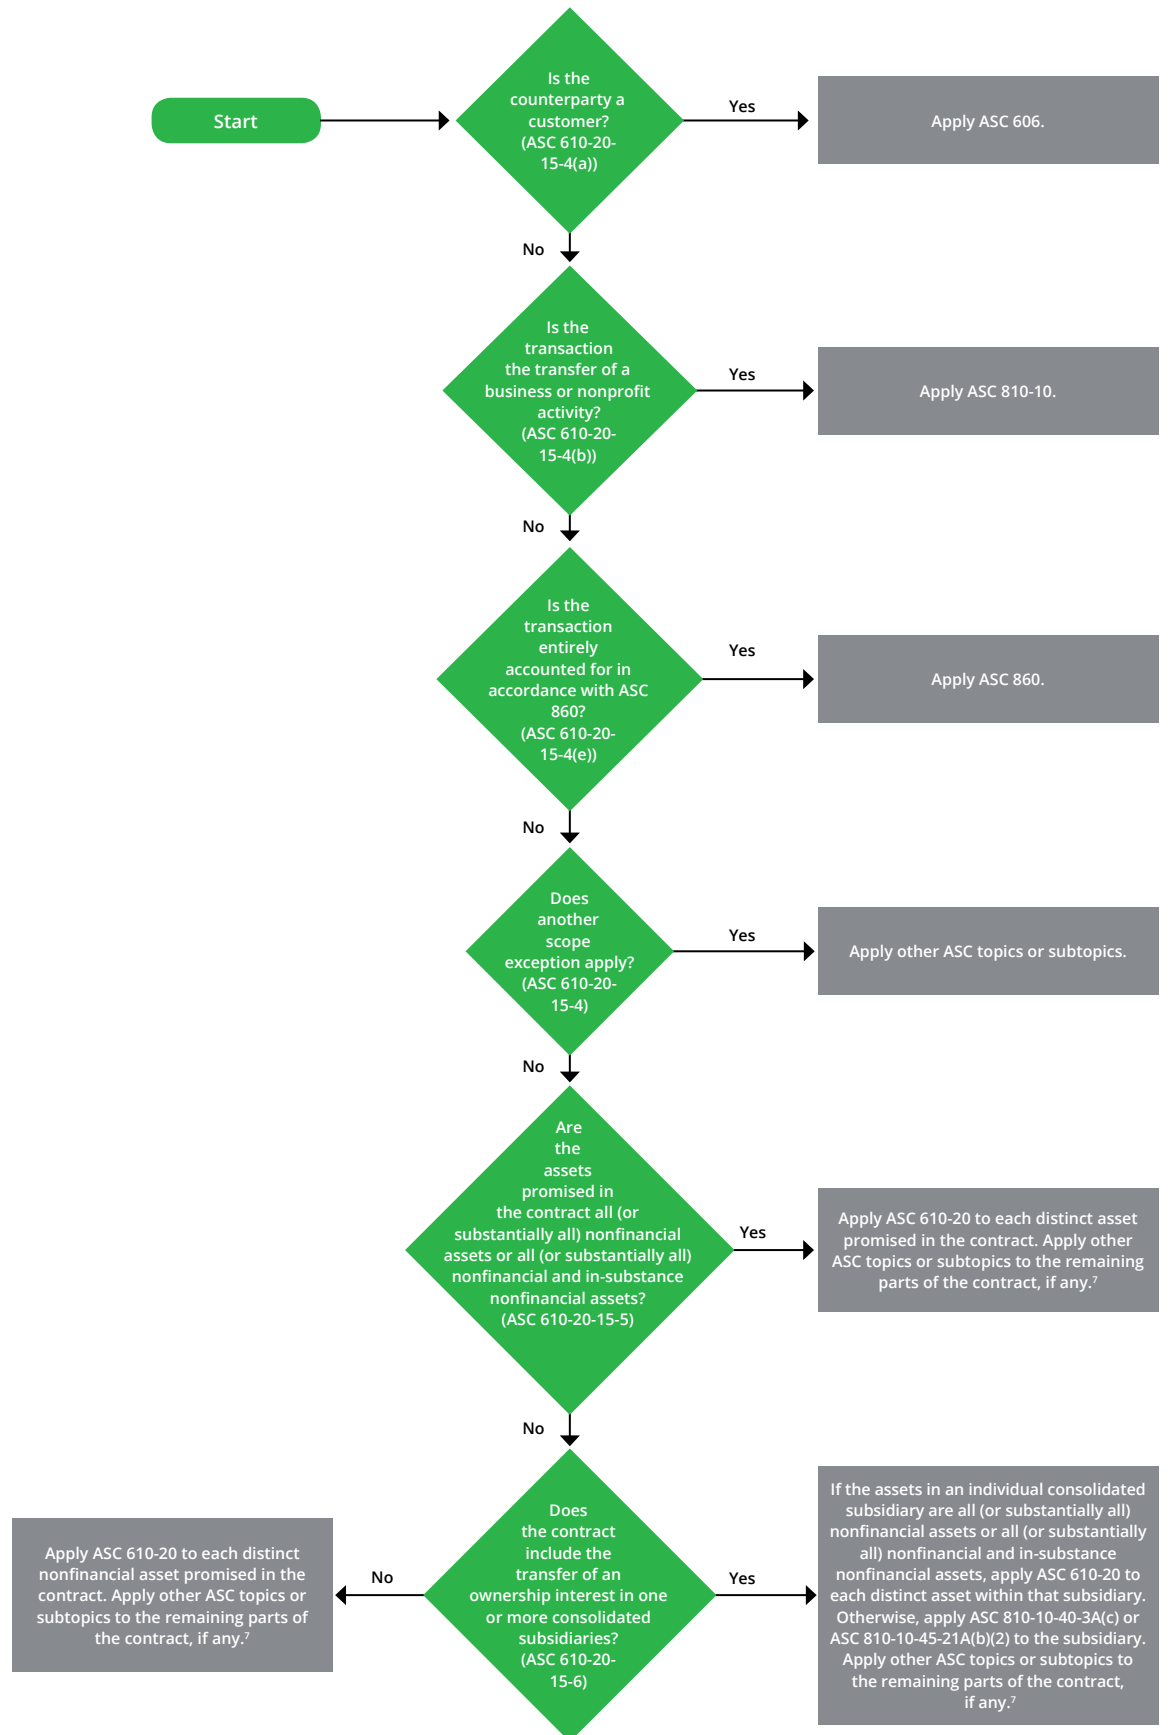 Start
Is the
counterparty a
customer?
(ASC 610-20-
15-4(a))
Yes
Apply ASC 606.
No
Is the
transaction
the transfer of a
business or nonprofit
activity?
(ASC 610-20-
15-4(b))
Yes
Apply ASC 810-10.
No
Is the
transaction
entirely
accounted for in
accordance with ASC
860?
(ASC 610-20-
15-4(e))
Yes
Apply ASC 860.
No
Does
another
scope
exception apply?
(ASC 610-20-
15-4)
Yes
Apply other ASC topics or subtopics.
No
Are
the
assets
promised in
the contract all (or
substantially all) nonfinancial
assets or all (or substantially all)
nonfinancial and in-substance
nonfinancial assets?
(ASC 610-20-15-5)
Yes
Apply ASC 610-20 to each distinct asset
promised in the contract. Apply other
ASC topics or subtopics to the remaining
parts of the contract, if any.⁷
No
Does
the contract
include the
transfer of an
ownership interest in one
or more consolidated
subsidiaries?
(ASC 610-20-
15-6)
No
Apply ASC 610-20 to each distinct
nonfinancial asset promised in the
contract. Apply other ASC topics or
subtopics to the remaining parts of
the contract, if any.⁷
Yes
If the assets in an individual consolidated
subsidiary are all (or substantially all)
nonfinancial assets or all (or substantially
all) nonfinancial and in-substance
nonfinancial assets, apply ASC 610-20 to
each distinct asset within that subsidiary.
Otherwise, apply ASC 810-10-40-3A(c) or
ASC 810-10-45-21A(b)(2) to the subsidiary.
Apply other ASC topics or subtopics to
the remaining parts of the contract,
if any.⁷